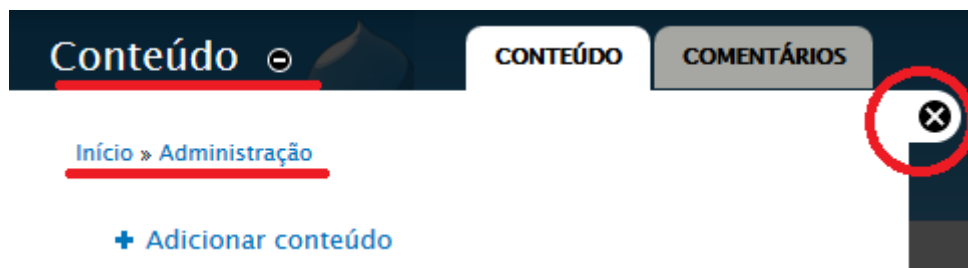 Conteúdo
CONTEÚDO COMENTÁRIOS
Início » Administração
Adicionar conteúdo